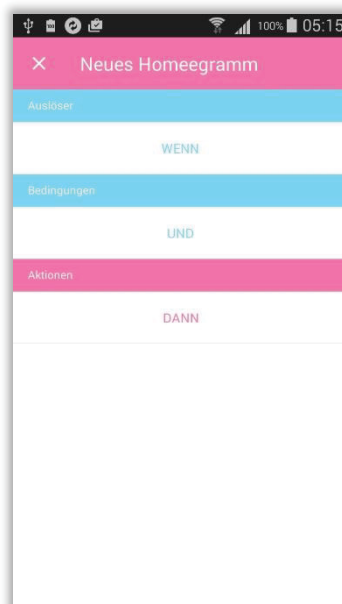 100% 05:15
Neues Homeegramm
Auslöser
WENN
Bedingungen
UND
Aktionen
DANN